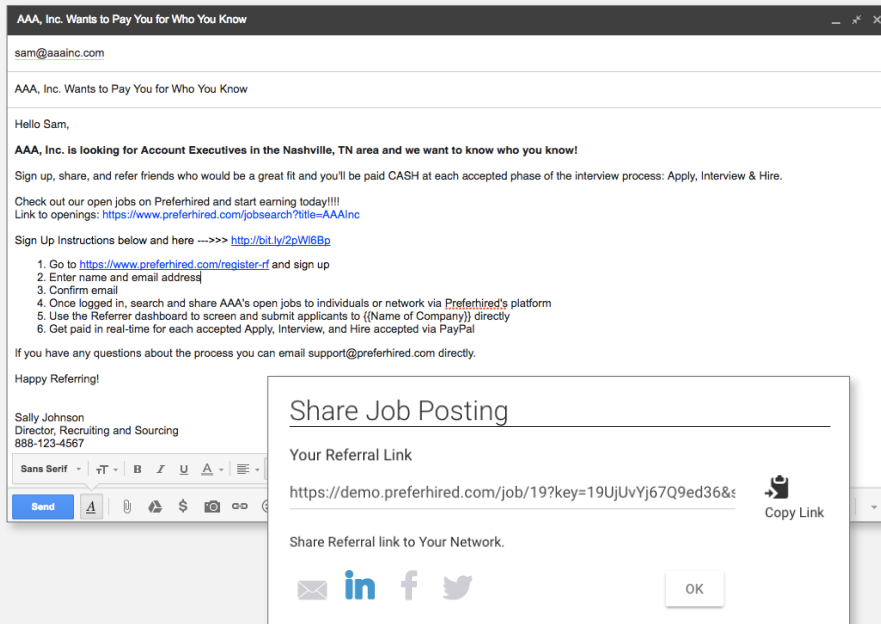 AAA, Inc. Wants to Pay You for Who You Know
sam@aaainc.com
AAA, Inc. Wants to Pay You for Who You Know
Hello Sam,
AAA, Inc. is looking for Account Executives in the Nashville, TN area and we want to know who you know!
Sign up, share, and refer friends who would be a great fit and you'll be paid CASH at each accepted phase of the interview process: Apply, Interview & Hire.
Check out our open jobs on Preferhired and start earning today!!!!
Link to openings: https://www.preferhired.com/jobsearch?title=AAAInc
Sign Up Instructions below and here --->>> http://bit.ly/2pWl6Bp
1. Go to https://www.preferhired.com/register-rf and sign up
2. Enter name and email address
3. Confirm email
4. Once logged in, search and share AAA's open jobs to individuals or network via Preferhired's platform
5. Use the Referrer dashboard to screen and submit applicants to {{Name of Company}} directly
6. Get paid in real-time for each accepted Apply, Interview, and Hire accepted via PayPal
If you have any questions about the process you can email support@preferhired.com directly.
Happy Referring!
Sally Johnson
Director, Recruiting and Sourcing
888-123-4567
Sans Serif
Send
Share Job Posting
Your Referral Link
https://demo.preferhired.com/job/19?key=19UjUvYj67Q9ed36&s
Copy Link
Share Referral link to Your Network.
OK